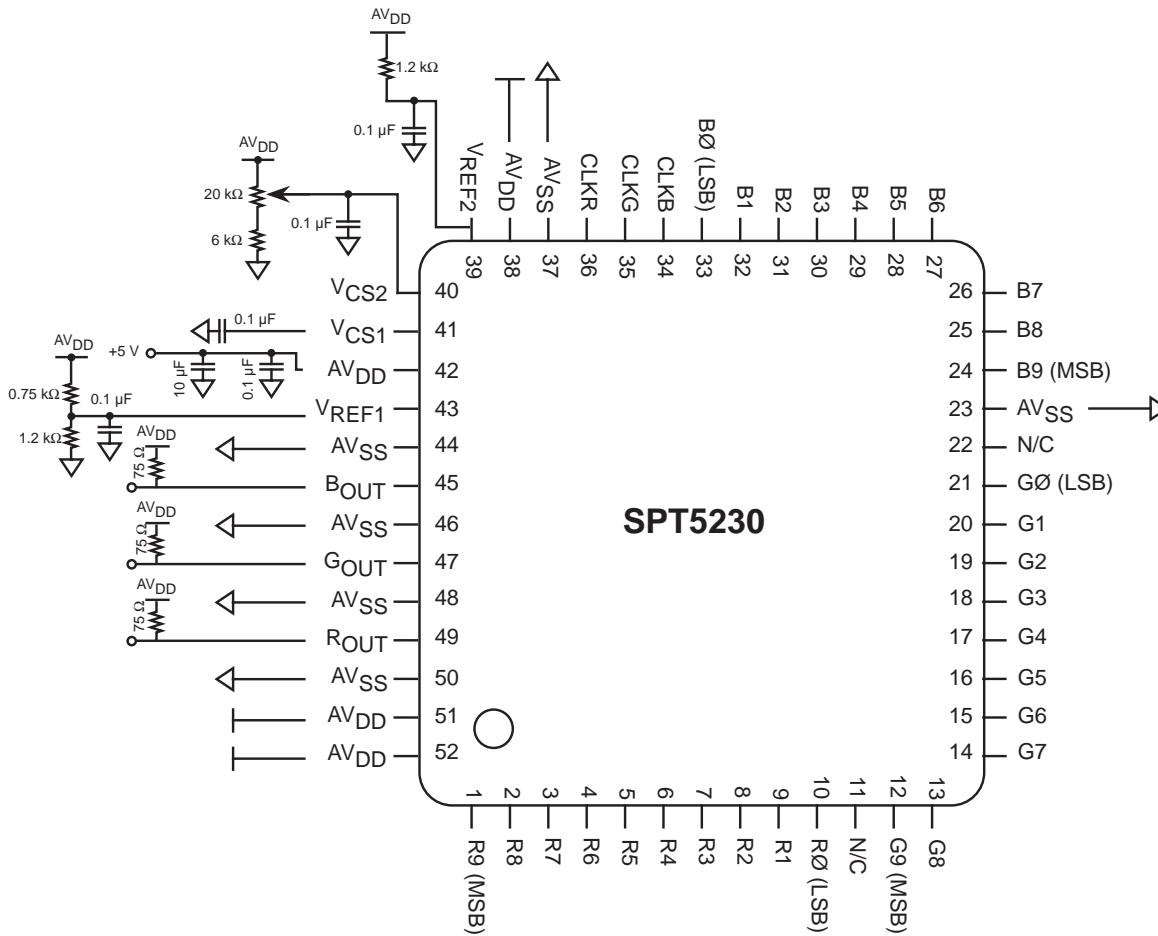 AVDD
1.2 kΩ
0.1 µF
AVDD
20 kΩ
0.1 µF
6 kΩ
VREF2
AVDD
AVSS
CLKR
CLKG
CLKB
BØ (LSB)
B1
B2
B3
B4
B5
B6
39
38
37
36
35
34
33
32
31
30
29
28
27
VCS2 40
0.1 µF
VCS1 41
+5 V
10 µF
0.1 µF
AVDD 42
AVDD
0.75 kΩ
0.1 µF
1.2 kΩ
VREF1 43
AVSS 44
AVDD
75 Ω
BOUT 45
AVSS 46
AVDD
75 Ω
GOUT 47
AVSS 48
AVDD
75 Ω
ROUT 49
AVSS 50
AVDD 51
AVDD 52
SPT5230
26 B7
25 B8
24 B9 (MSB)
23 AVSS
22 N/C
21 GØ (LSB)
20 G1
19 G2
18 G3
17 G4
16 G5
15 G6
14 G7
1
2
3
4
5
6
7
8
9
10
11
12
13
R9 (MSB)
R8
R7
R6
R5
R4
R3
R2
R1
RØ (LSB)
N/C
G9 (MSB)
G8